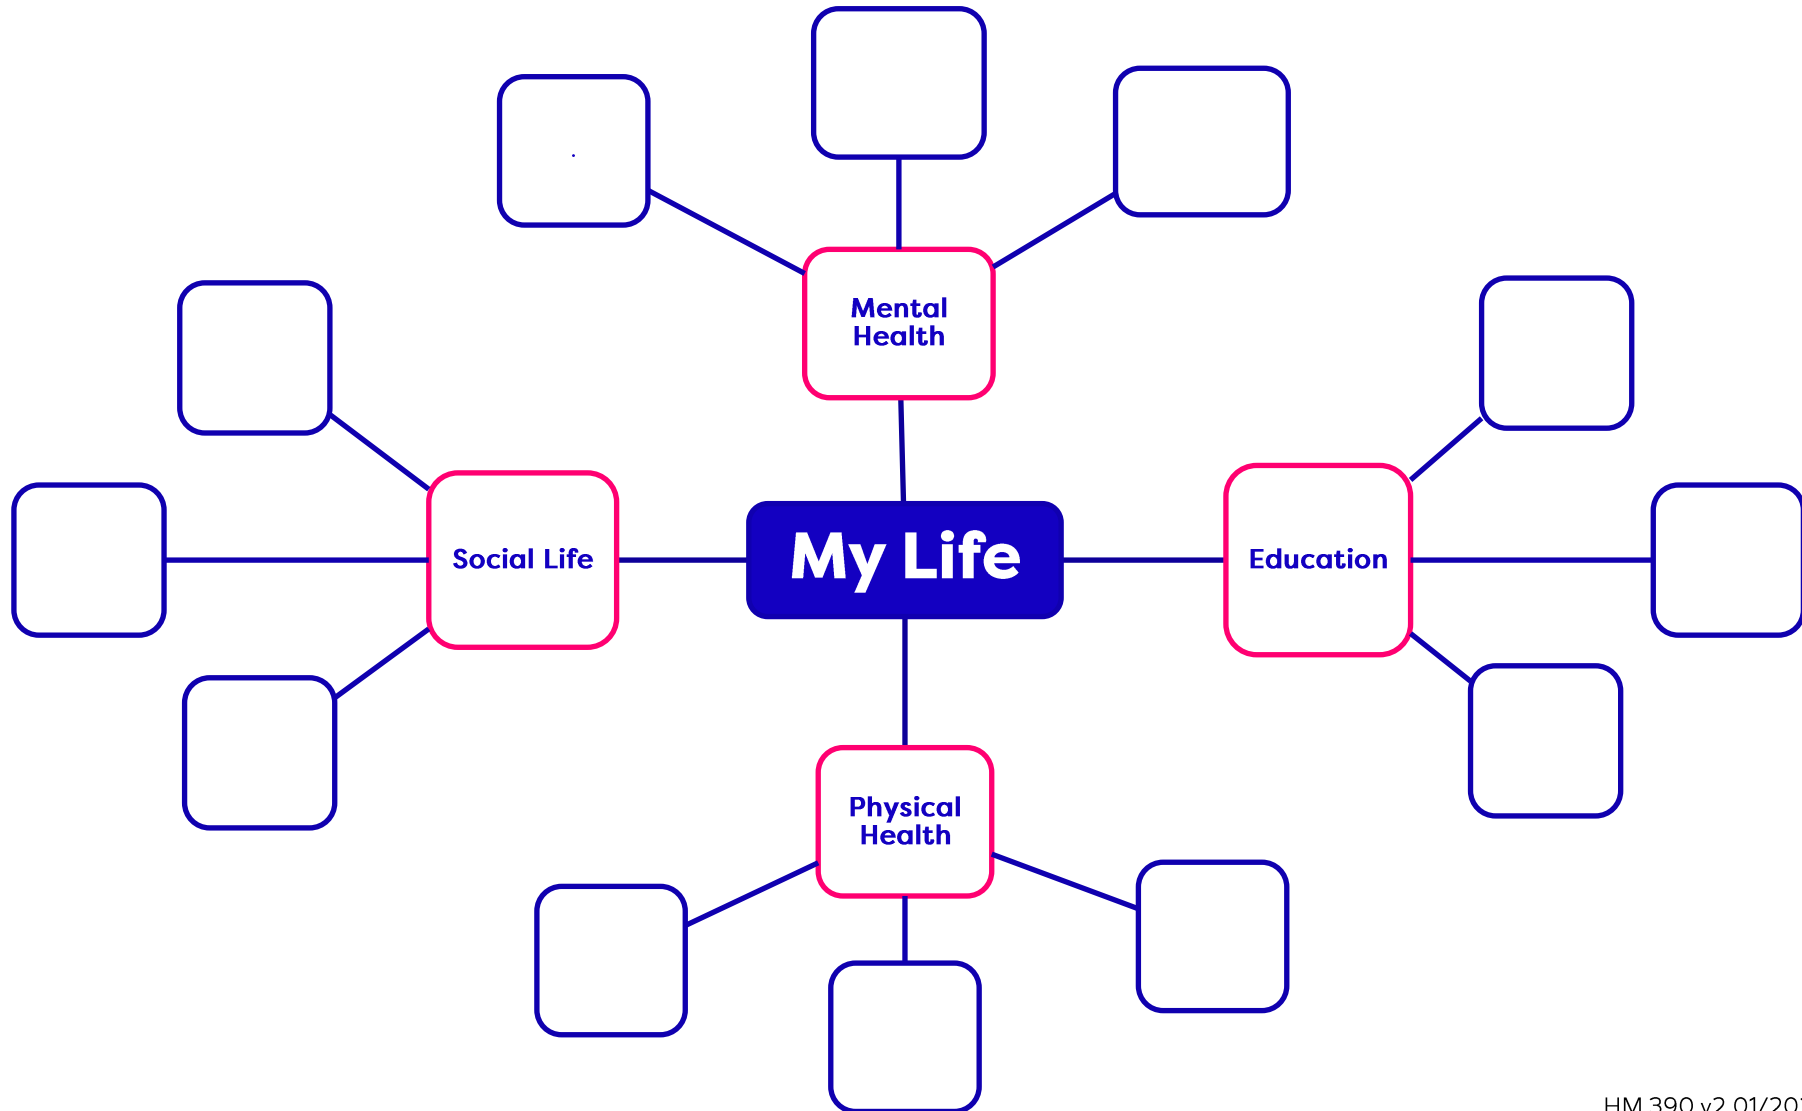 Mental
Health
Social Life
My Life
Education
Physical
Health
HM 390 v2 01/20